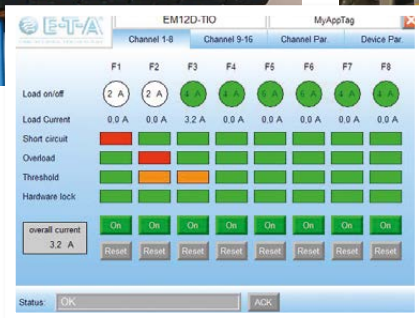 E-T-A EM12D-TIO MyAppTag
Channel 1-8 Channel 9-16 Channel Par. Device Par.
F1 F2 F3 F4 F5 F6 F7 F8
Load on/off 2 A 2 A 4 A 4 A 6 A 6 A 4 A 4 A
Load Current 0.0 A 0.0 A 3.2 A 0.0 A 0.0 A 0.0 A 0.0 A 0.0 A
Short circuit
Overload
Threshold
Hardware lock
On On On On On On On On
overall current
3.2 A
Reset Reset Reset Reset Reset Reset Reset Reset
Status: OK ACK